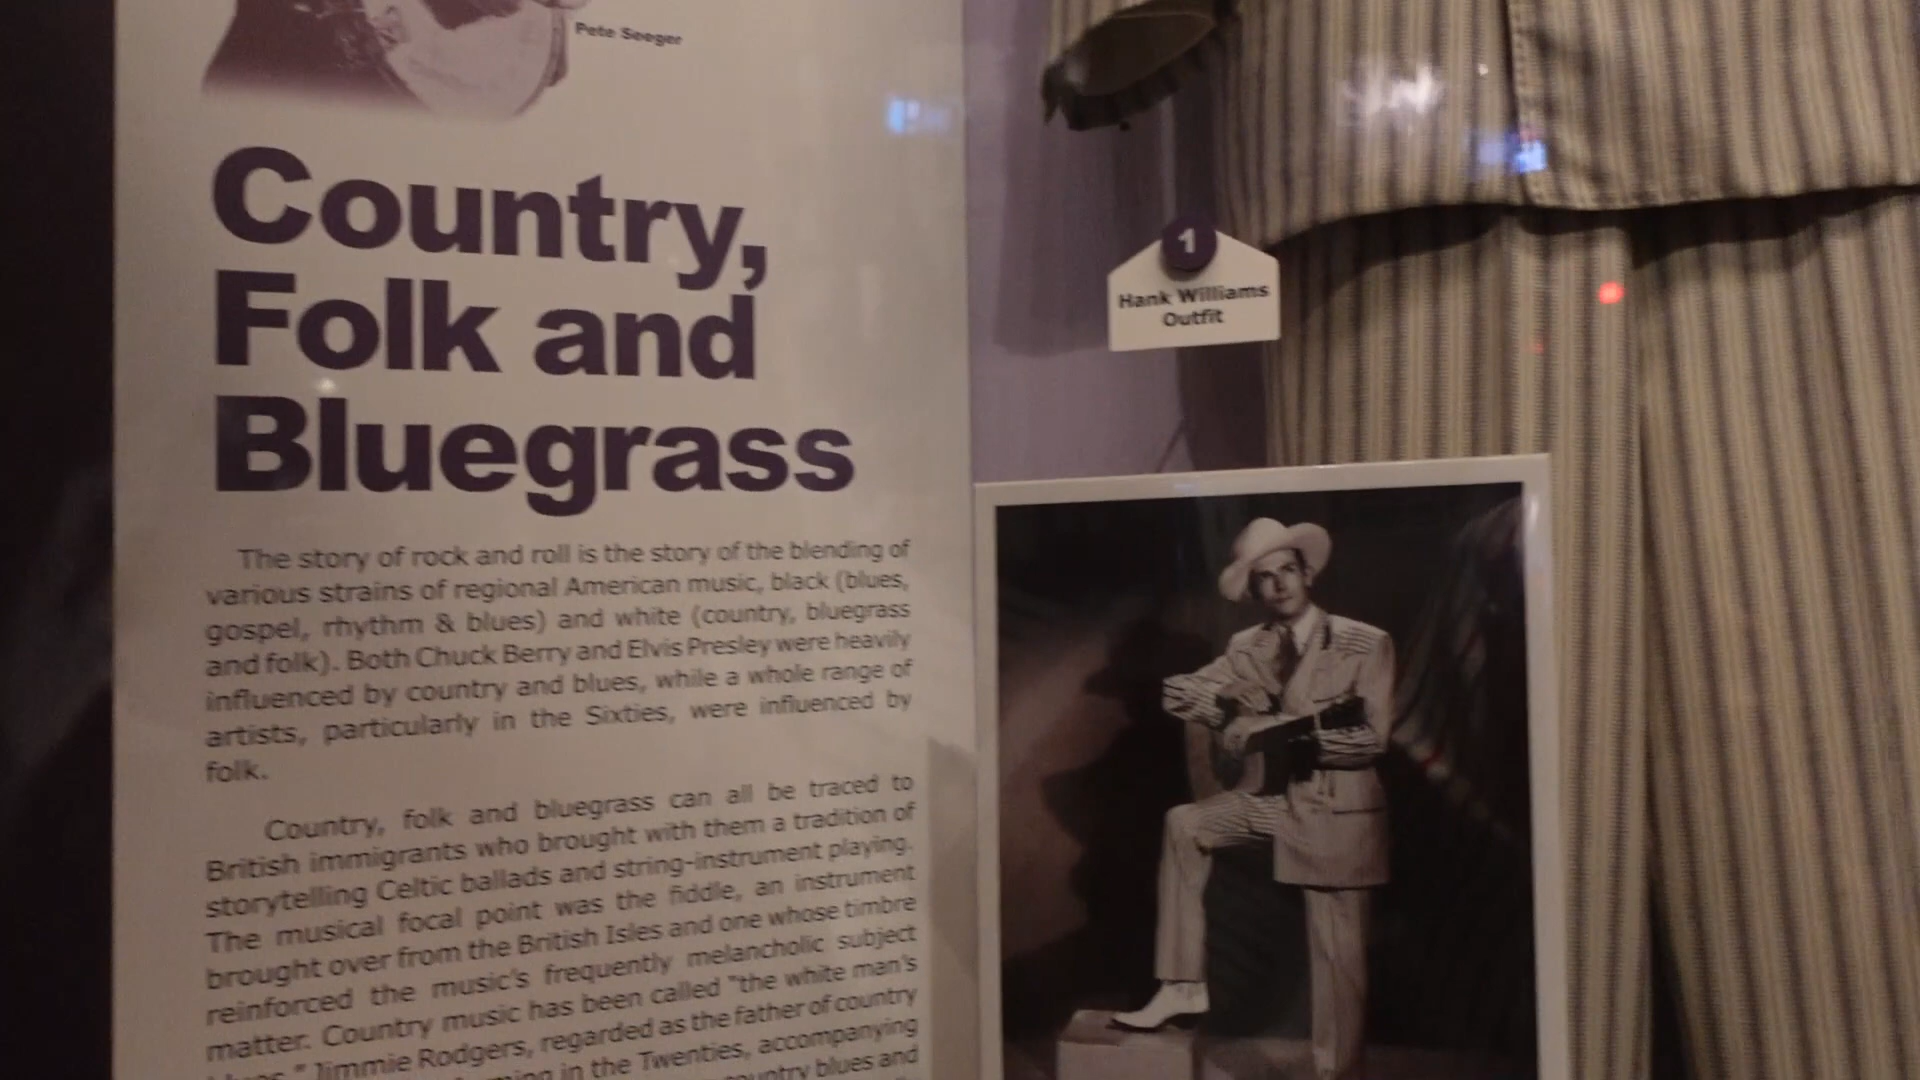 Pete Seeger
Country,
Folk and
Bluegrass
The story of rock and roll is the story of the blending of
various strains of regional American music, black (blues,
gospel, rhythm & blues) and white (country, bluegrass
and folk). Both Chuck Berry and Elvis Presley were heavily
influenced by country and blues, while a whole range of
artists, particularly in the Sixties, were influenced by
folk.
Country, folk and bluegrass can all be traced to
British immigrants who brought with them a tradition of
storytelling Celtic ballads and string-instrument playing.
The musical focal point was the fiddle, an instrument
brought over from the British Isles and one whose timbre
reinforced the music's frequently melancholic subject
matter. Country music has been called "the white man's
" Jimmie Rodgers, regarded as the father of country
in the Twenties, accompanying
country blues and
1
Hank Williams
Outfit